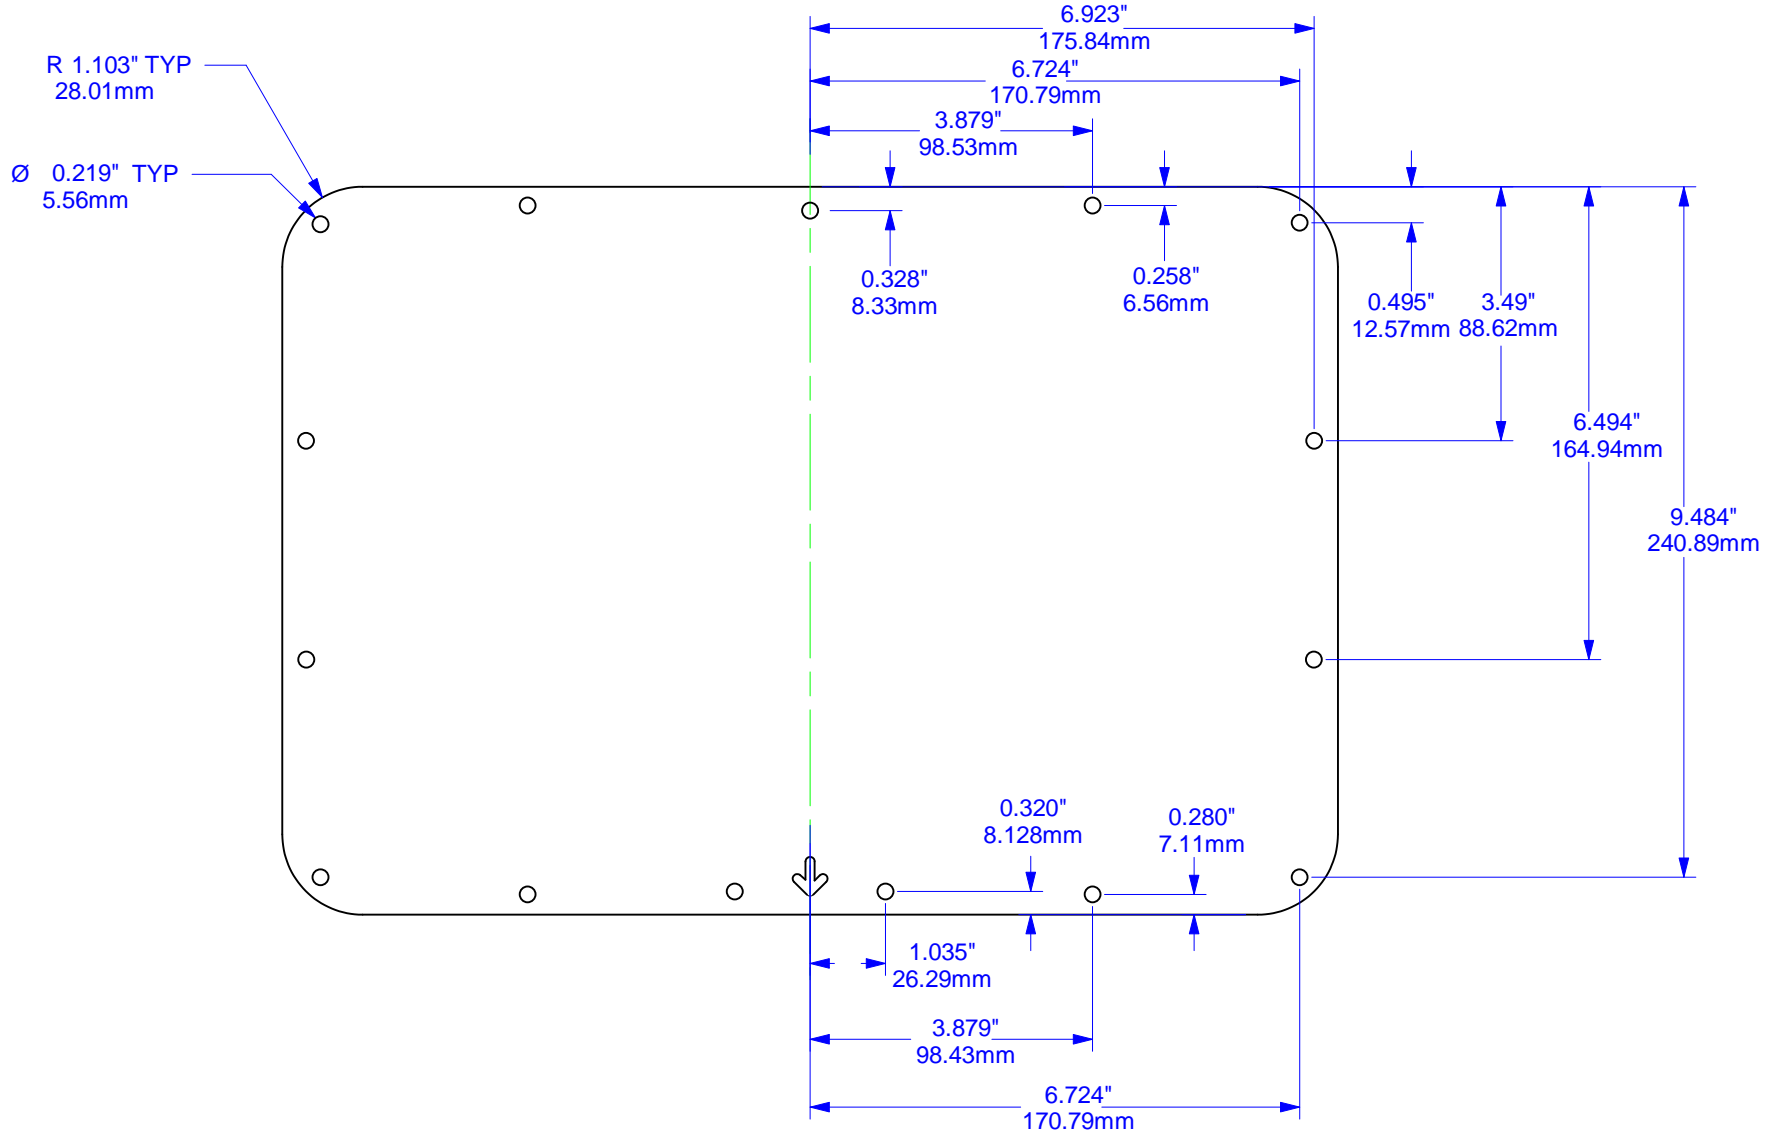 6.923"
175.84mm
R 1.103" TYP
28.01mm
6.724"
170.79mm
3.879"
98.53mm
Ø 0.219" TYP
5.56mm
0.328"
8.33mm
0.258"
6.56mm
0.495"
12.57mm
3.49"
88.62mm
6.494"
164.94mm
9.484"
240.89mm
0.320"
8.128mm
0.280"
7.11mm
1.035"
26.29mm
3.879"
98.43mm
6.724"
170.79mm